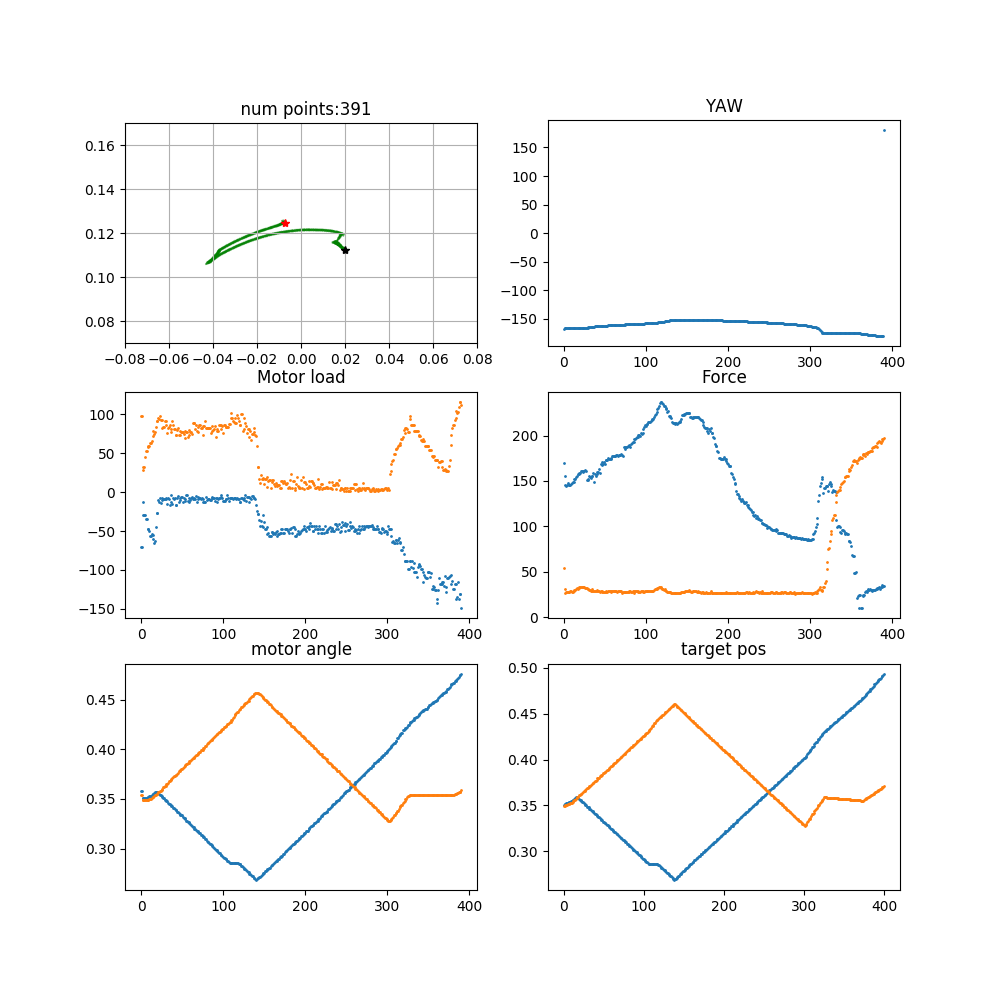 num points:391
0.16
0.14
0.12
0.10
0.08
−0.08 −0.06 −0.04 −0.02 0.00 0.02 0.04 0.06 0.08
YAW
150
100
50
0
−50
−100
−150
0 100 200 300 400
Motor load
100
50
0
−50
−100
−150
0 100 200 300 400
Force
200
150
100
50
0
0 100 200 300 400
motor angle
0.45
0.40
0.35
0.30
0 100 200 300 400
target pos
0.50
0.45
0.40
0.35
0.30
0 100 200 300 400